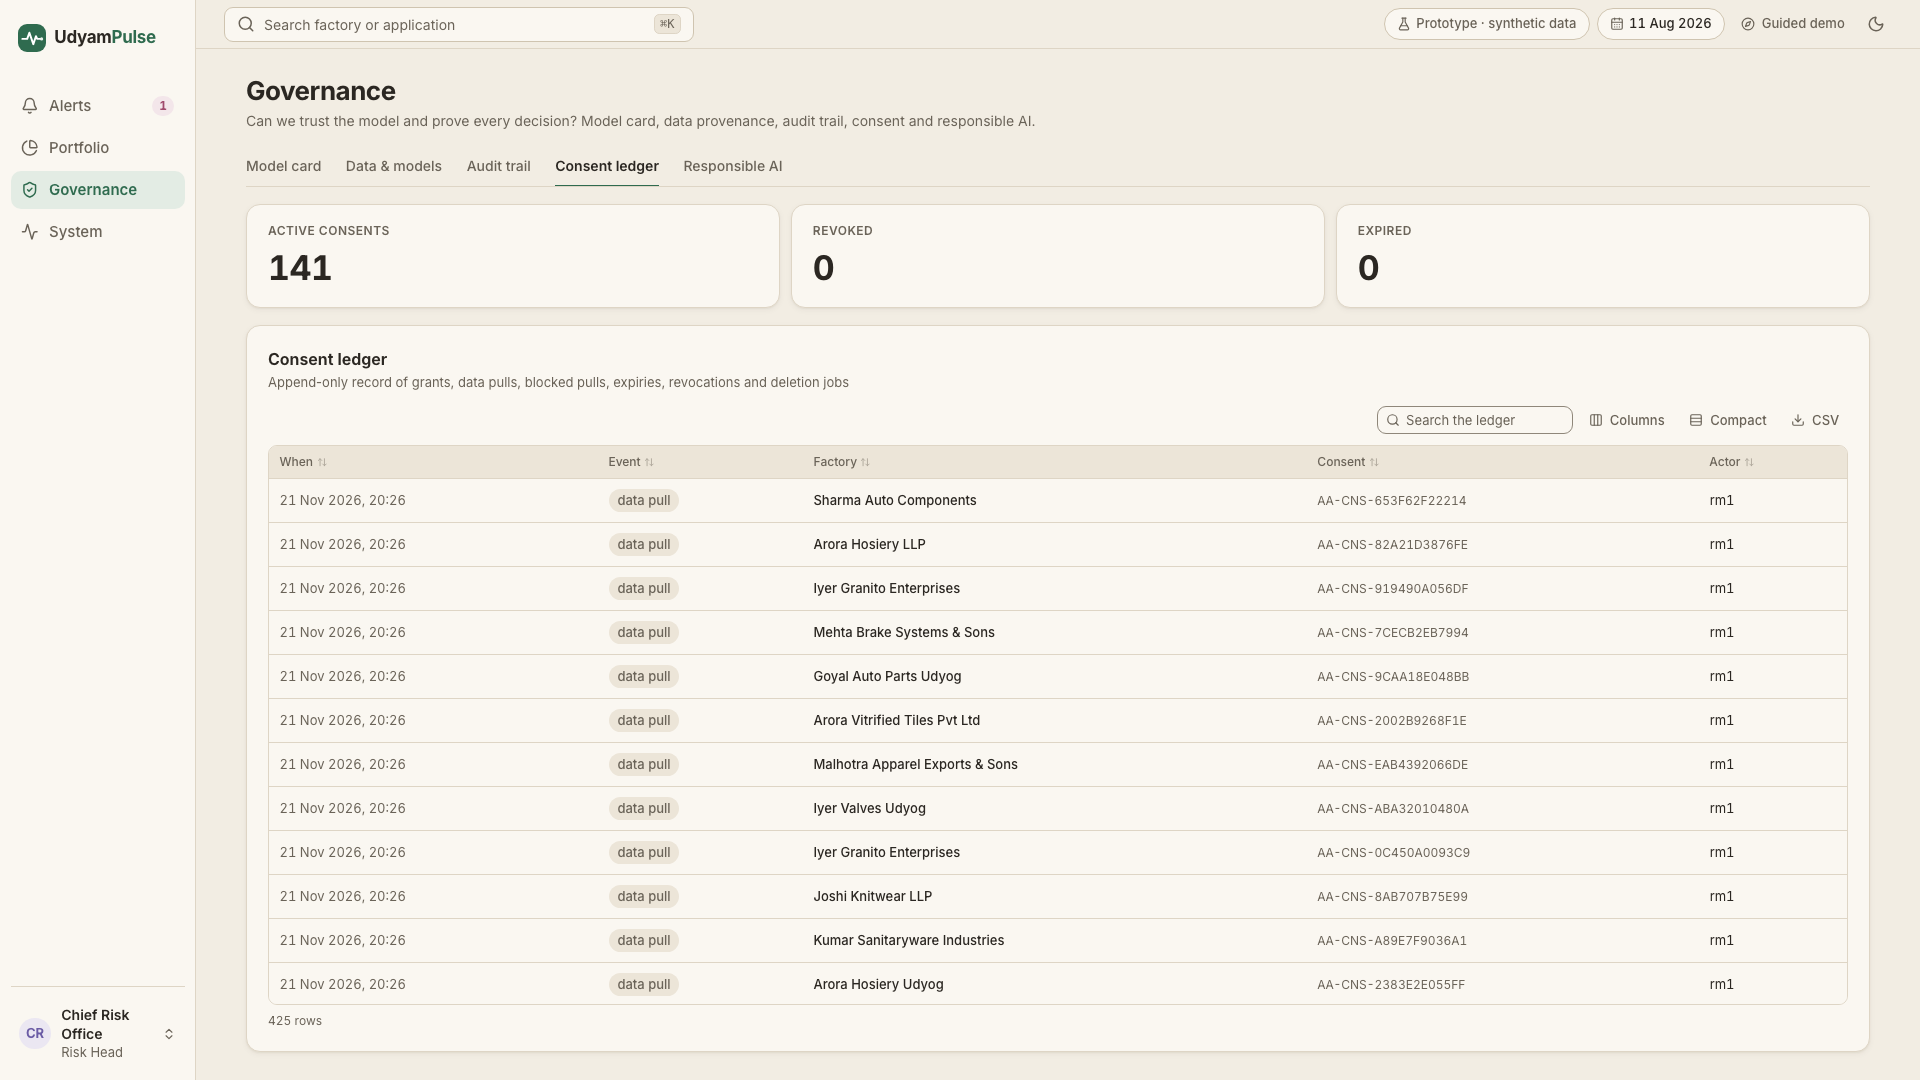 UdyamPulse
Search factory or application
⌘K
Prototype · synthetic data
11 Aug 2026
Guided demo
Alerts
1
Portfolio
Governance
System
Governance
Can we trust the model and prove every decision? Model card, data provenance, audit trail, consent and responsible AI.
Model card
Data & models
Audit trail
Consent ledger
Responsible AI
ACTIVE CONSENTS
141
REVOKED
0
EXPIRED
0
Consent ledger
Append-only record of grants, data pulls, blocked pulls, expiries, revocations and deletion jobs
Search the ledger
Columns
Compact
CSV
When Event Factory Consent Actor
21 Nov 2026, 20:26 data pull Sharma Auto Components AA-CNS-653F62F22214 rm1
21 Nov 2026, 20:26 data pull Arora Hosiery LLP AA-CNS-82A21D3876FE rm1
21 Nov 2026, 20:26 data pull Iyer Granito Enterprises AA-CNS-919490A056DF rm1
21 Nov 2026, 20:26 data pull Mehta Brake Systems & Sons AA-CNS-7CECB2EB7994 rm1
21 Nov 2026, 20:26 data pull Goyal Auto Parts Udyog AA-CNS-9CAA18E048BB rm1
21 Nov 2026, 20:26 data pull Arora Vitrified Tiles Pvt Ltd AA-CNS-2002B9268F1E rm1
21 Nov 2026, 20:26 data pull Malhotra Apparel Exports & Sons AA-CNS-EAB4392066DE rm1
21 Nov 2026, 20:26 data pull Iyer Valves Udyog AA-CNS-ABA32010480A rm1
21 Nov 2026, 20:26 data pull Iyer Granito Enterprises AA-CNS-0C450A0093C9 rm1
21 Nov 2026, 20:26 data pull Joshi Knitwear LLP AA-CNS-8AB707B75E99 rm1
21 Nov 2026, 20:26 data pull Kumar Sanitaryware Industries AA-CNS-A89E7F9036A1 rm1
21 Nov 2026, 20:26 data pull Arora Hosiery Udyog AA-CNS-2383E2E055FF rm1
425 rows
CR
Chief Risk
Office
Risk Head